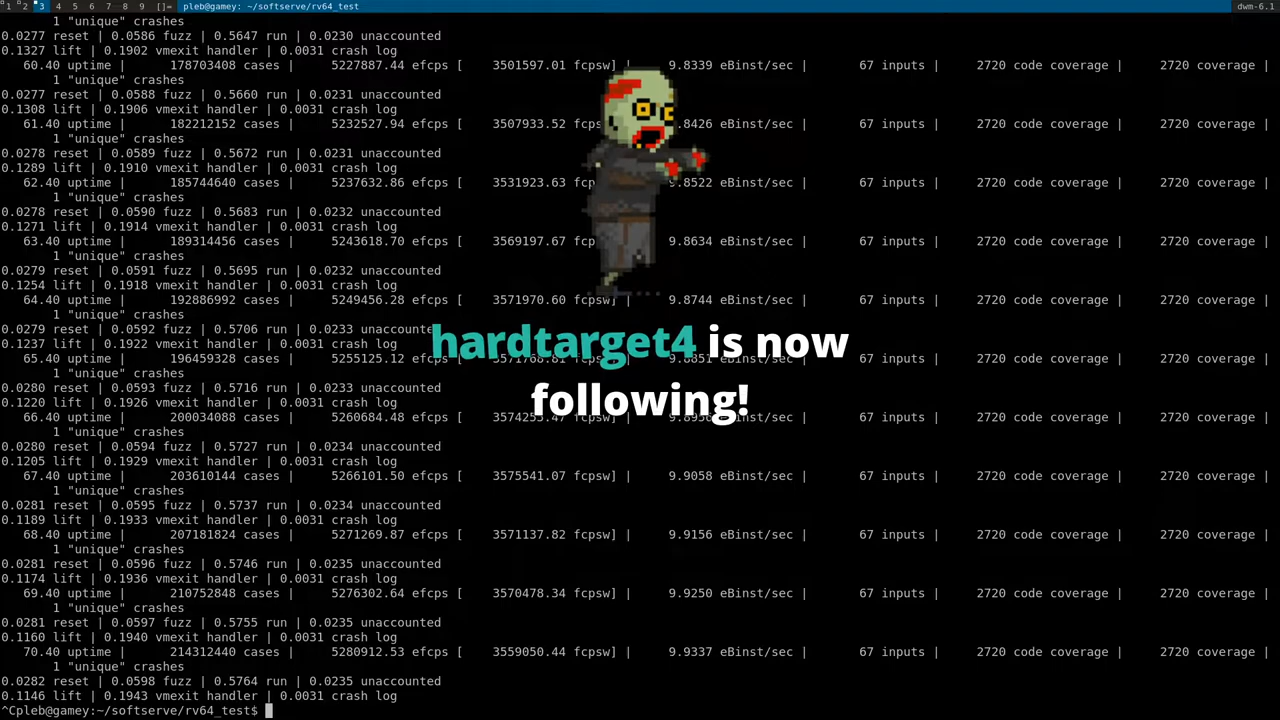 1 2 3 4 5 6 7 8 9 []= pleb@gamey: ~/softserve/rv64_test dwm-6.1
1 "unique" crashes
0.0277 reset | 0.0586 fuzz | 0.5647 run | 0.0230 unaccounted
0.1327 lift | 0.1902 vmexit handler | 0.0031 crash log
60.40 uptime | 178703408 cases | 5227887.44 efcps [ 3501597.01 fcpsw] | 9.8339 eBinst/sec | 67 inputs | 2720 code coverage | 2720 coverage |
1 "unique" crashes
0.0277 reset | 0.0588 fuzz | 0.5660 run | 0.0231 unaccounted
0.1308 lift | 0.1906 vmexit handler | 0.0031 crash log
61.40 uptime | 182212152 cases | 5232527.94 efcps [ 3507933.52 fcps .8426 eBinst/sec | 67 inputs | 2720 code coverage | 2720 coverage |
1 "unique" crashes
0.0278 reset | 0.0589 fuzz | 0.5672 run | 0.0231 unaccounted
0.1289 lift | 0.1910 vmexit handler | 0.0031 crash log
62.40 uptime | 185744640 cases | 5237632.86 efcps [ 3531923.63 fcp 9.8522 eBinst/sec | 67 inputs | 2720 code coverage | 2720 coverage |
1 "unique" crashes
0.0278 reset | 0.0590 fuzz | 0.5683 run | 0.0232 unaccounted
0.1271 lift | 0.1914 vmexit handler | 0.0031 crash log
63.40 uptime | 189314456 cases | 5243618.70 efcps [ 3569197.67 fcp 9.8634 eBinst/sec | 67 inputs | 2720 code coverage | 2720 coverage |
1 "unique" crashes
0.0279 reset | 0.0591 fuzz | 0.5695 run | 0.0232 unaccounted
0.1254 lift | 0.1918 vmexit handler | 0.0031 crash log
64.40 uptime | 192886992 cases | 5249456.28 efcps [ 3571970.60 fcpsw] | 9.8744 eBinst/sec | 67 inputs | 2720 code coverage | 2720 coverage |
1 "unique" crashes
0.0279 reset | 0.0592 fuzz | 0.5706 run | 0.0233 unaccounted
hardtarget4 is now
0.1237 lift | 0.1922 vmexit handler | 0.0031 crash log
65.40 uptime | 196459328 cases | 5255125.12 efcps [ eBinst/sec | 67 inputs | 2720 code coverage | 2720 coverage |
1 "unique" crashes
0.0280 reset | 0.0593 fuzz | 0.5716 run | 0.0233 unaccounted
following!
0.1220 lift | 0.1926 vmexit handler | 0.0031 crash log
66.40 uptime | 200034088 cases | 5260684.48 efcps [ eBinst/sec | 67 inputs | 2720 code coverage | 2720 coverage |
1 "unique" crashes
0.0280 reset | 0.0594 fuzz | 0.5727 run | 0.0234 unaccounted
0.1205 lift | 0.1929 vmexit handler | 0.0031 crash log
67.40 uptime | 203610144 cases | 5266101.50 efcps [ 3575541.07 fcpsw] | 9.9058 eBinst/sec | 67 inputs | 2720 code coverage | 2720 coverage |
1 "unique" crashes
0.0281 reset | 0.0595 fuzz | 0.5737 run | 0.0234 unaccounted
0.1189 lift | 0.1933 vmexit handler | 0.0031 crash log
68.40 uptime | 207181824 cases | 5271269.87 efcps [ 3571137.82 fcpsw] | 9.9156 eBinst/sec | 67 inputs | 2720 code coverage | 2720 coverage |
1 "unique" crashes
0.0281 reset | 0.0596 fuzz | 0.5746 run | 0.0235 unaccounted
0.1174 lift | 0.1936 vmexit handler | 0.0031 crash log
69.40 uptime | 210752848 cases | 5276302.64 efcps [ 3570478.34 fcpsw] | 9.9250 eBinst/sec | 67 inputs | 2720 code coverage | 2720 coverage |
1 "unique" crashes
0.0281 reset | 0.0597 fuzz | 0.5755 run | 0.0235 unaccounted
0.1160 lift | 0.1940 vmexit handler | 0.0031 crash log
70.40 uptime | 214312440 cases | 5280912.53 efcps [ 3559050.44 fcpsw] | 9.9337 eBinst/sec | 67 inputs | 2720 code coverage | 2720 coverage |
1 "unique" crashes
0.0282 reset | 0.0598 fuzz | 0.5764 run | 0.0235 unaccounted
0.1146 lift | 0.1943 vmexit handler | 0.0031 crash log
^Cpleb@gamey:~/softserve/rv64_test$